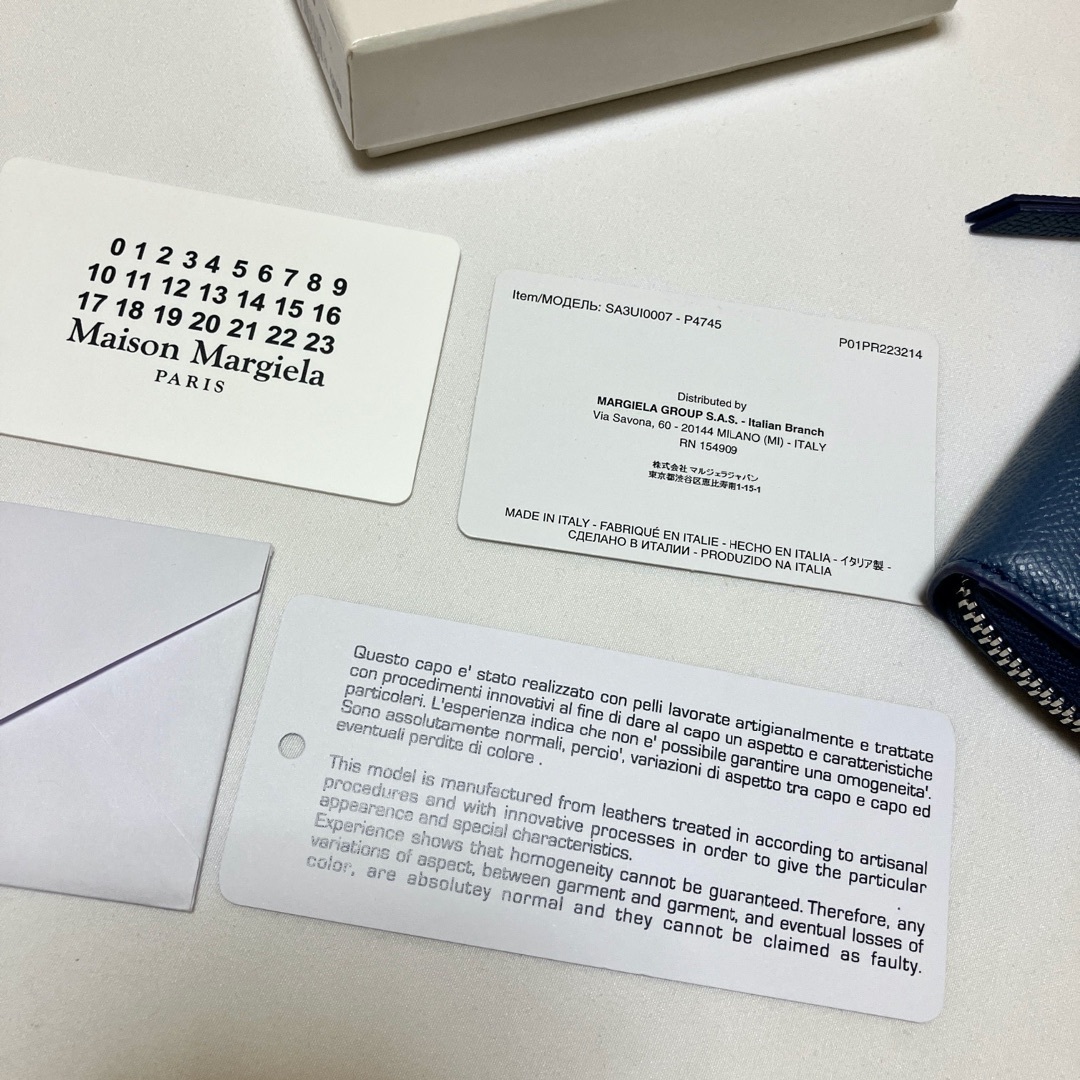 0 1 2 3 4 5 6 7 8 9
10 11 12 13 14 15 16
17 18 19 20 21 22 23
Maison Margiela
PARIS
Item/МОДЕЛЬ: SA3UI0007 - P4745
P01PR223214
Distributed by
MARGIELA GROUP S.A.S. - Italian Branch
Via Savona, 60 - 20144 MILANO (MI) - ITALY
RN 154909
株式会社 マルジェラジャパン
東京都渋谷区恵比寿南1-15-1
MADE IN ITALY - FABRIQUÉ EN ITALIE - HECHO EN ITALIA - イタリア製 -
СДЕЛАНО В ИТАЛИИ - PRODUZIDO NA ITALIA
Questo capo e' stato realizzato con pelli lavorate artigianalmente e trattate
con procedimenti innovativi al fine di dare al capo un aspetto e caratteristiche
particolari. L'esperienza indica che non e' possibile garantire una omogeneita'.
Sono assolutamente normali, percio', variazioni di aspetto tra capo e capo ed
eventuali perdite di colore .
This model is manufactured from leathers treated in according to artisanal
procedures and with innovative processes in order to give the particular
appearence and special characteristics.
Experience shows that homogeneity cannot be guaranteed. Therefore, any
variations of aspect, between garment and garment, and eventual losses of
color, are absolutey normal and they cannot be claimed as faulty.